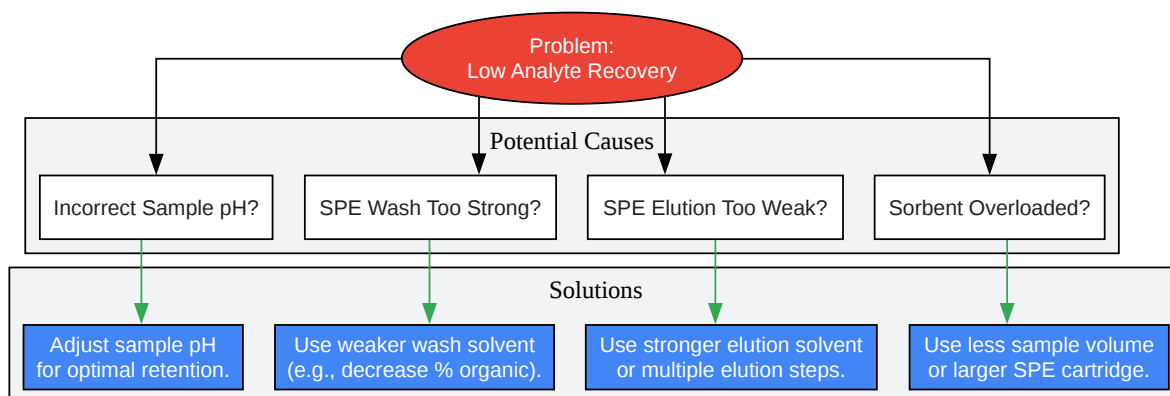 Problem:
Low Analyte Recovery
Potential Causes
Incorrect Sample pH?
SPE Wash Too Strong?
SPE Elution Too Weak?
Sorbent Overloaded?
Solutions
Adjust sample pH
for optimal retention.
Use weaker wash solvent
(e.g., decrease % organic).
Use stronger elution solvent
or multiple elution steps.
Use less sample volume
or larger SPE cartridge.